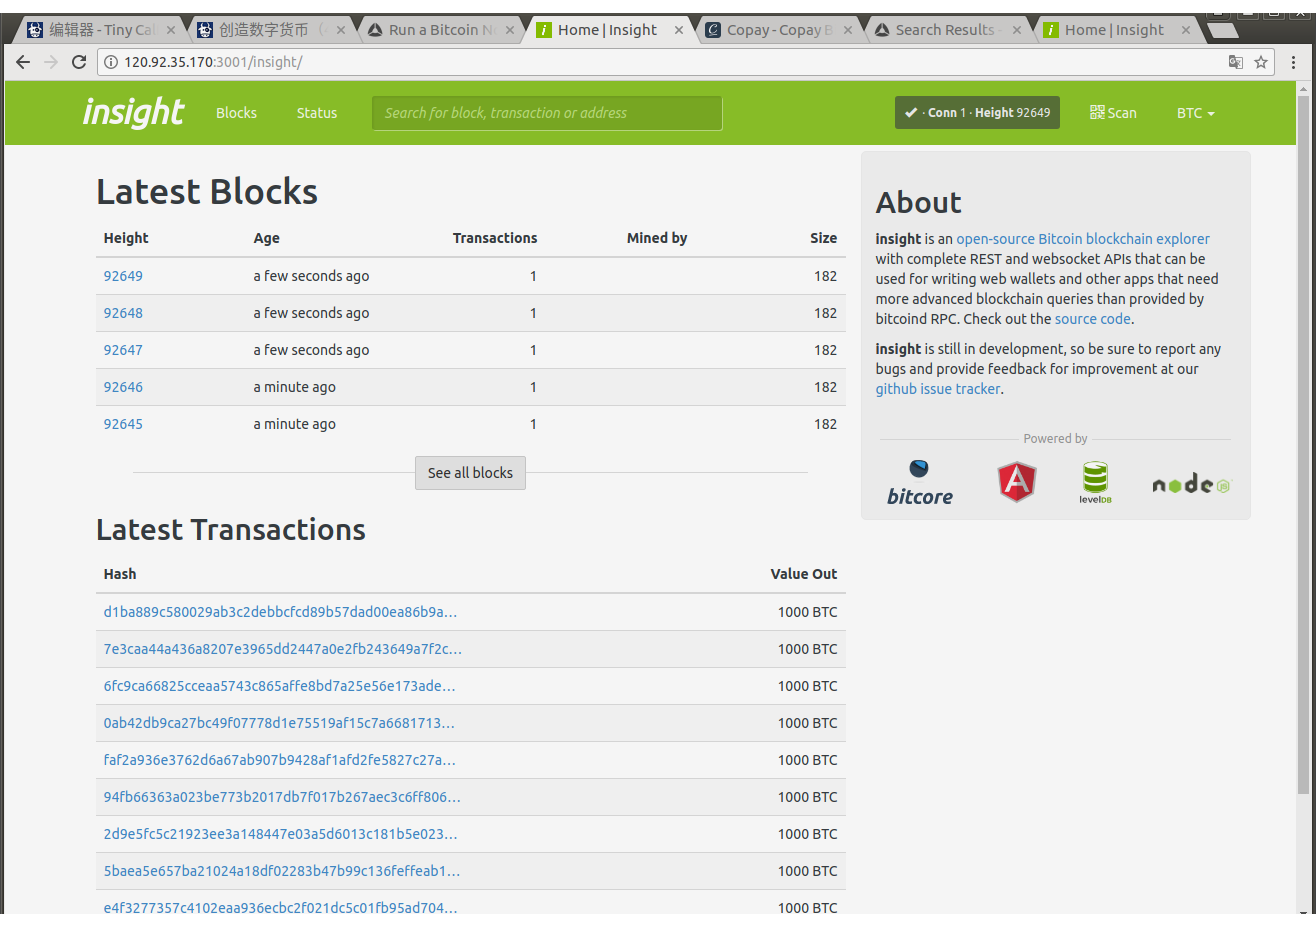 编辑器 - Tiny Cal
创造数字货币
Run a Bitcoin N
Home | Insight
Copay - Copay B
Search Results -
Home | Insight
120.92.35.170:3001/insight/
insight
Blocks
Status
Search for block, transaction or address
· Conn 1 · Height 92649
Scan
BTC
Latest Blocks
Height Age Transactions Mined by Size
92649 a few seconds ago 1 182
92648 a few seconds ago 1 182
92647 a few seconds ago 1 182
92646 a minute ago 1 182
92645 a minute ago 1 182
See all blocks
Latest Transactions
Hash Value Out
d1ba889c580029ab3c2debbcfcd89b57dad00ea86b9a… 1000 BTC
7e3caa44a436a8207e3965dd2447a0e2fb243649a7f2c… 1000 BTC
6fc9ca66825cceaa5743c865affe8bd7a25e56e173ade… 1000 BTC
0ab42db9ca27bc49f07778d1e75519af15c7a6681713… 1000 BTC
faf2a936e3762d6a67ab907b9428af1afd2fe5827c27a… 1000 BTC
94fb66363a023be773b2017db7f017b267aec3c6ff806… 1000 BTC
2d9e5fc5c21923ee3a148447e03a5d6013c181b5e023… 1000 BTC
5baea5e657ba21024a18df02283b47b99c136feffeab1… 1000 BTC
e4f3277357c4102eaa936ecbc2f021dc5c01fb95ad704… 1000 BTC
About
insight is an open-source Bitcoin blockchain explorer
with complete REST and websocket APIs that can be
used for writing web wallets and other apps that need
more advanced blockchain queries than provided by
bitcoind RPC. Check out the source code.
insight is still in development, so be sure to report any
bugs and provide feedback for improvement at our
github issue tracker.
Powered by
bitcore
A
levelDB
node JS